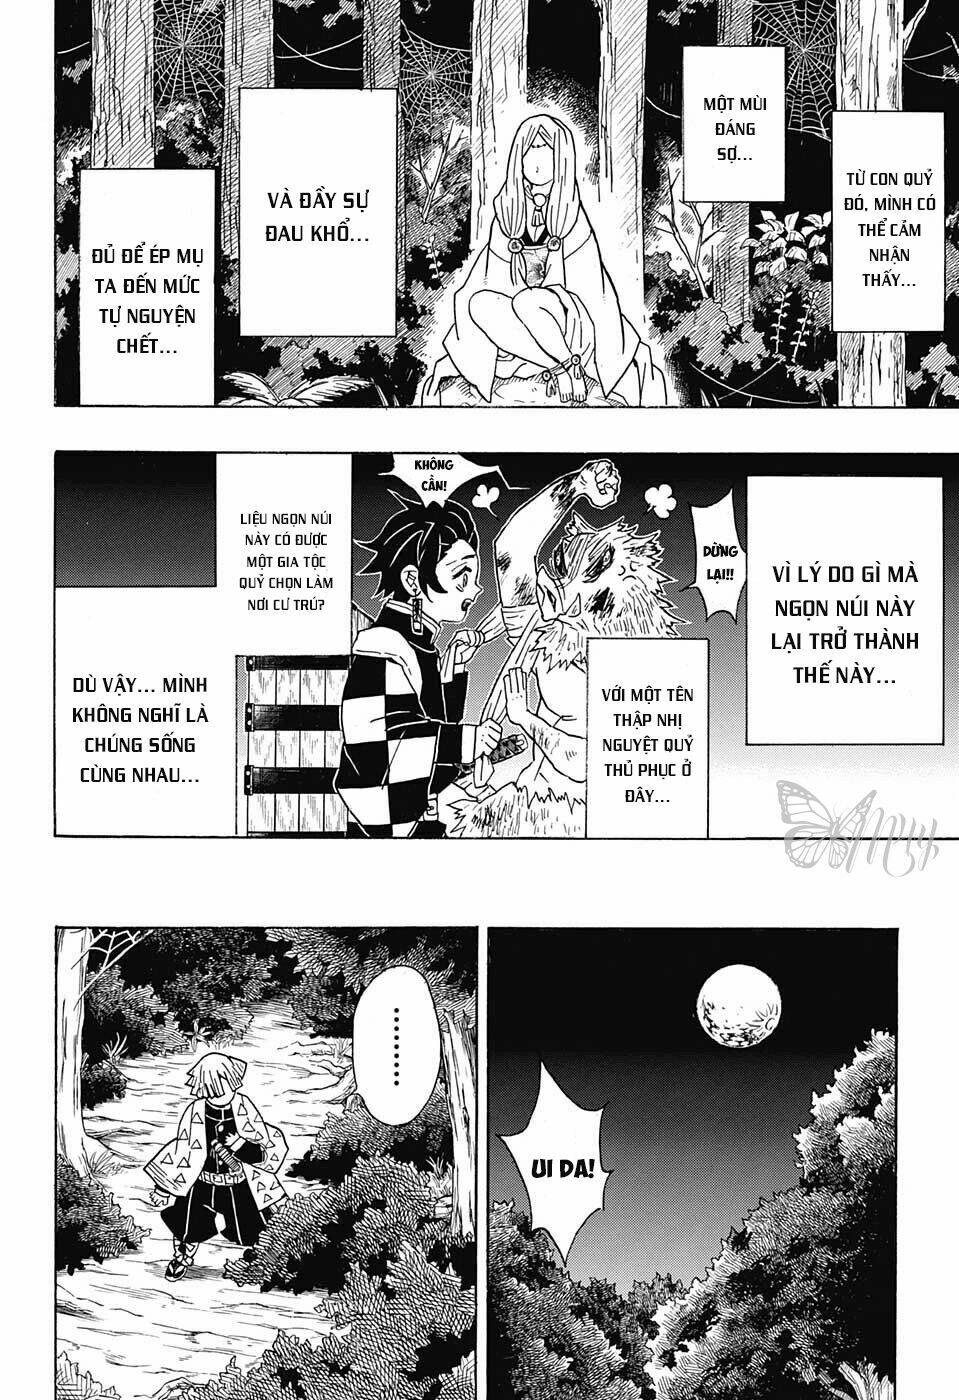 TỪ CON QUỶ
ĐÓ, MÌNH CÓ
THỂ CẢM
NHẬN
THẤY...
MỘT MÙI
ĐÁNG
SỢ...
VÀ ĐẦY SỰ
ĐAU KHỔ...
ĐỦ ĐỂ ÉP MỤ
TA ĐẾN MỨC
TỰ NGUYỆN
CHẾT...
VÌ LÝ DO GÌ MÀ
NGỌN NÚI NÀY
LẠI TRỞ THÀNH
THẾ NÀY...
DỪNG
LẠI!!
VỚI MỘT TÊN
THẬP NHỊ
NGUYỆT QUỶ
THỦ PHỤC Ở
ĐÂY...
KHÔNG
CẦN!
LIỆU NGỌN NÚI
NÀY CÓ ĐƯỢC
MỘT GIA TỘC
QUỶ CHỌN LÀM
NƠI CƯ TRÚ?
DÙ VẬY... MÌNH
KHÔNG NGHĨ LÀ
CHÚNG SỐNG
CÙNG NHAU...
UI DA!
..........